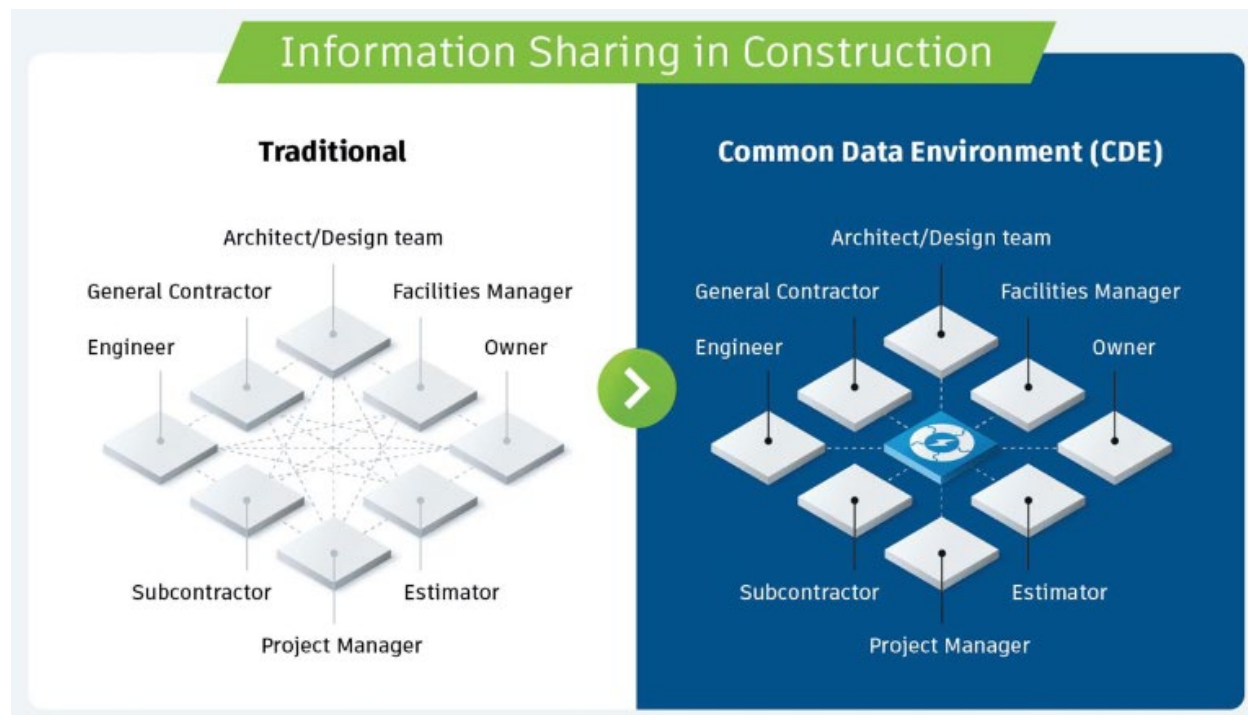 Information Sharing in Construction
Traditional
Architect/Design team
General Contractor
Facilities Manager
Engineer
Owner
Subcontractor
Estimator
Project Manager
Common Data Environment (CDE)
Architect/Design team
General Contractor
Facilities Manager
Engineer
Owner
Subcontractor
Estimator
Project Manager